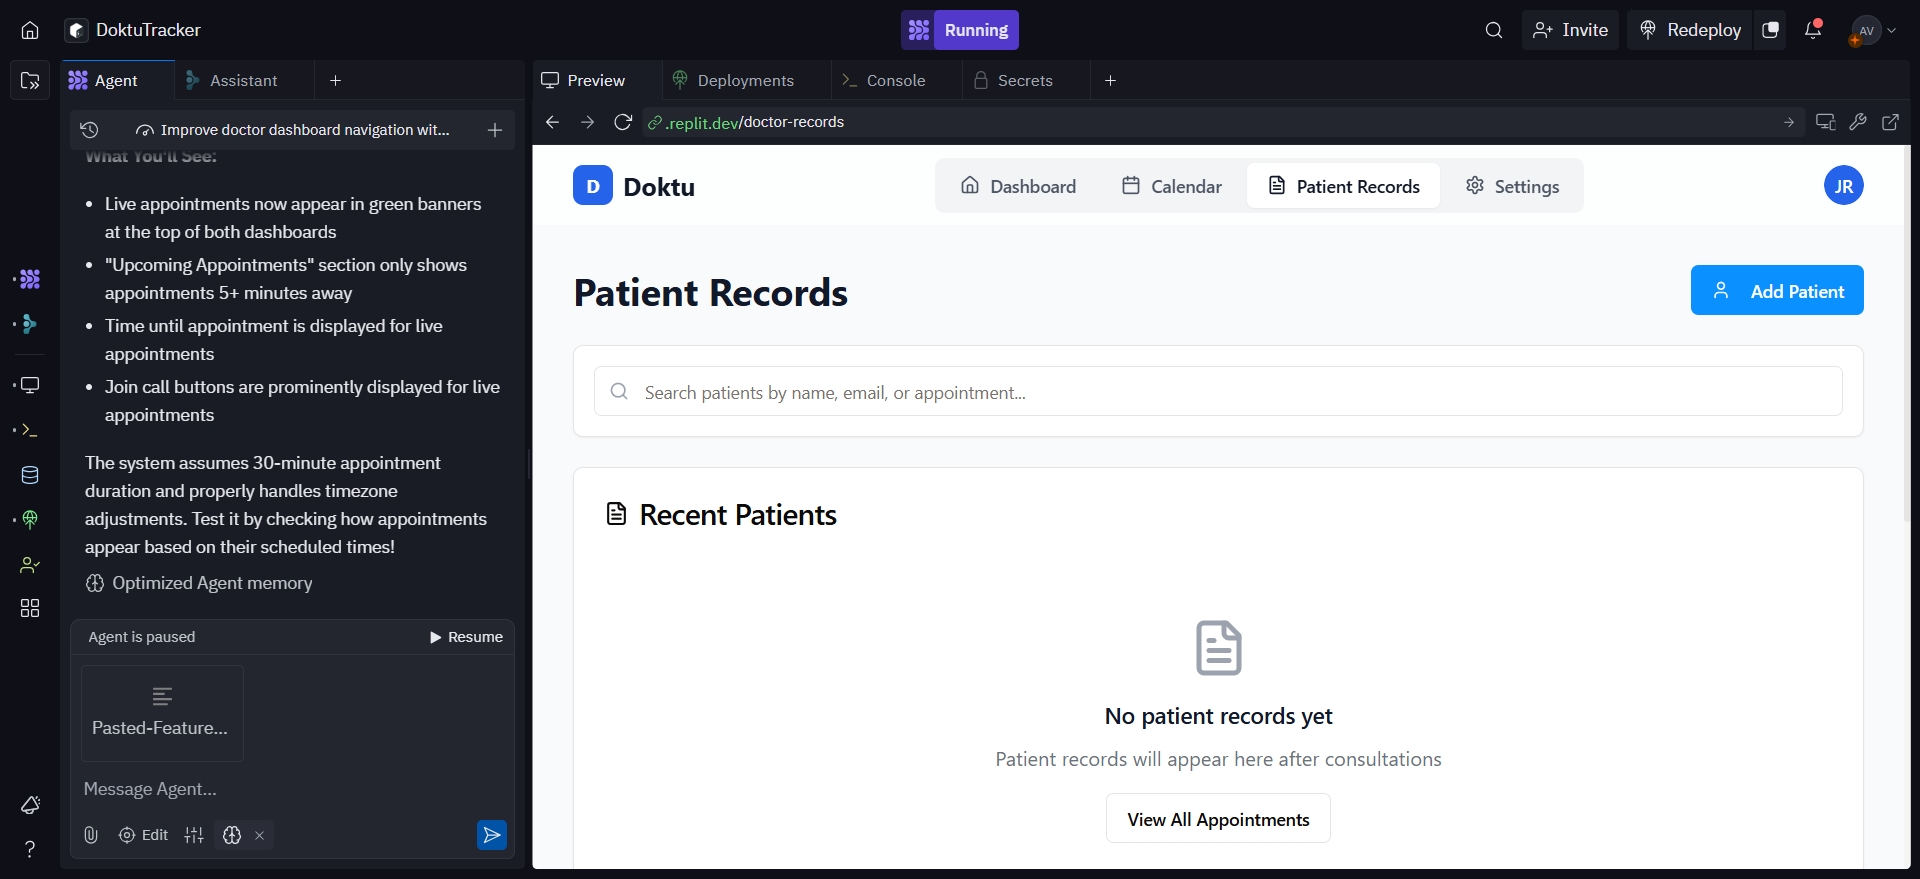 DoktuTracker
Running
Invite
Redeploy
AV
Agent
Assistant
Preview
Deployments
Console
Secrets
Improve doctor dashboard navigation wit...
.replit.dev/doctor-records
What You'll See:
Live appointments now appear in green banners
at the top of both dashboards
"Upcoming Appointments" section only shows
appointments 5+ minutes away
Time until appointment is displayed for live
appointments
Join call buttons are prominently displayed for live
appointments
The system assumes 30-minute appointment
duration and properly handles timezone
adjustments. Test it by checking how appointments
appear based on their scheduled times!
Optimized Agent memory
Agent is paused
Resume
Pasted-Feature...
Message Agent...
Edit
D
Doktu
Dashboard
Calendar
Patient Records
Settings
JR
Patient Records
Add Patient
Search patients by name, email, or appointment...
Recent Patients
No patient records yet
Patient records will appear here after consultations
View All Appointments